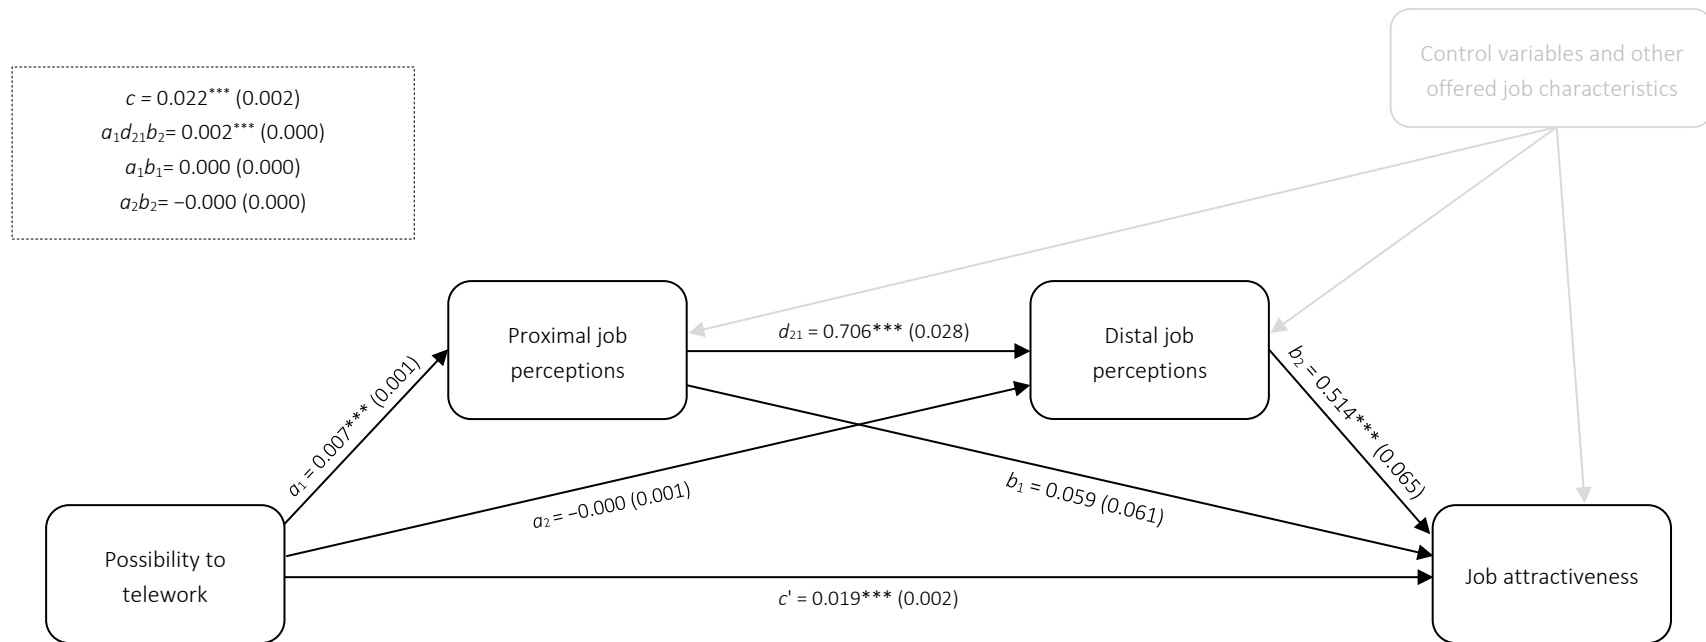 Control variables and other
offered job characteristics
c = 0.022*** (0.002)
a₁d₂₁b₂= 0.002*** (0.000)
a₁b₁= 0.000 (0.000)
a₂b₂= −0.000 (0.000)
Proximal job
perceptions
d₂₁ = 0.706*** (0.028)
Distal job
perceptions
a₁ = 0.007*** (0.001)
b₂ = 0.514*** (0.065)
a₂ = −0.000 (0.001)
b₁ = 0.059 (0.061)
Possibility to
telework
c' = 0.019*** (0.002)
Job attractiveness